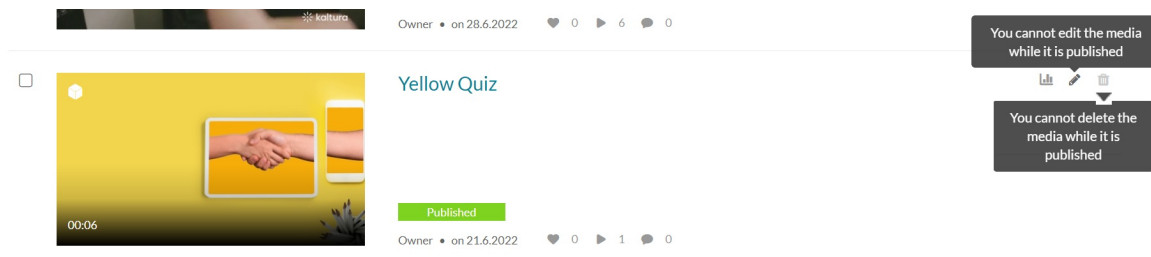 kaltura
Owner • on 28.6.2022 0 6 0
You cannot edit the media
while it is published
Yellow Quiz
You cannot delete the
media while it is
published
00:06
Published
Owner • on 21.6.2022 0 1 0